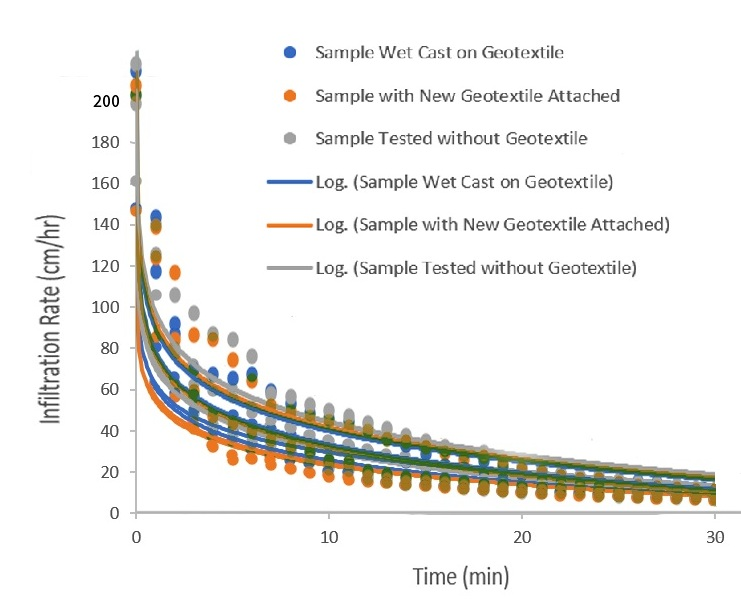 Sample Wet Cast on Geotextile
Sample with New Geotextile Attached
Sample Tested without Geotextile
Log. (Sample Wet Cast on Geotextile)
Log. (Sample with New Geotextile Attached)
Log. (Sample Tested without Geotextile)
Infiltration Rate (cm/hr)
200
180
160
140
120
100
80
60
40
20
0
0 10 20 30
Time (min)